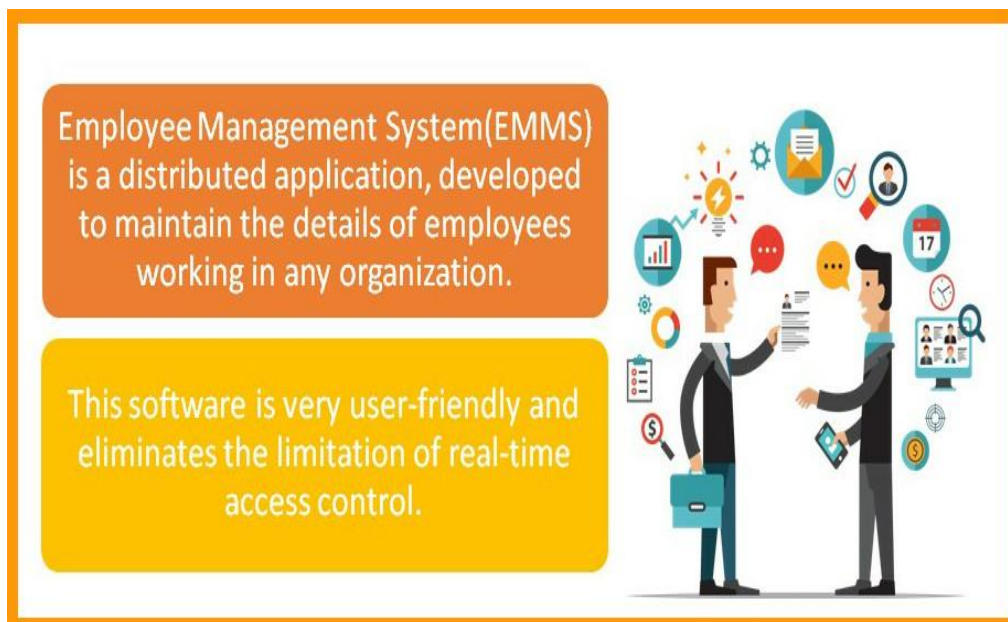 Employee Management System(EMMS)
is a distributed application, developed
to maintain the details of employees
working in any organization.
This software is very user-friendly and
eliminates the limitation of real-time
access control.
17